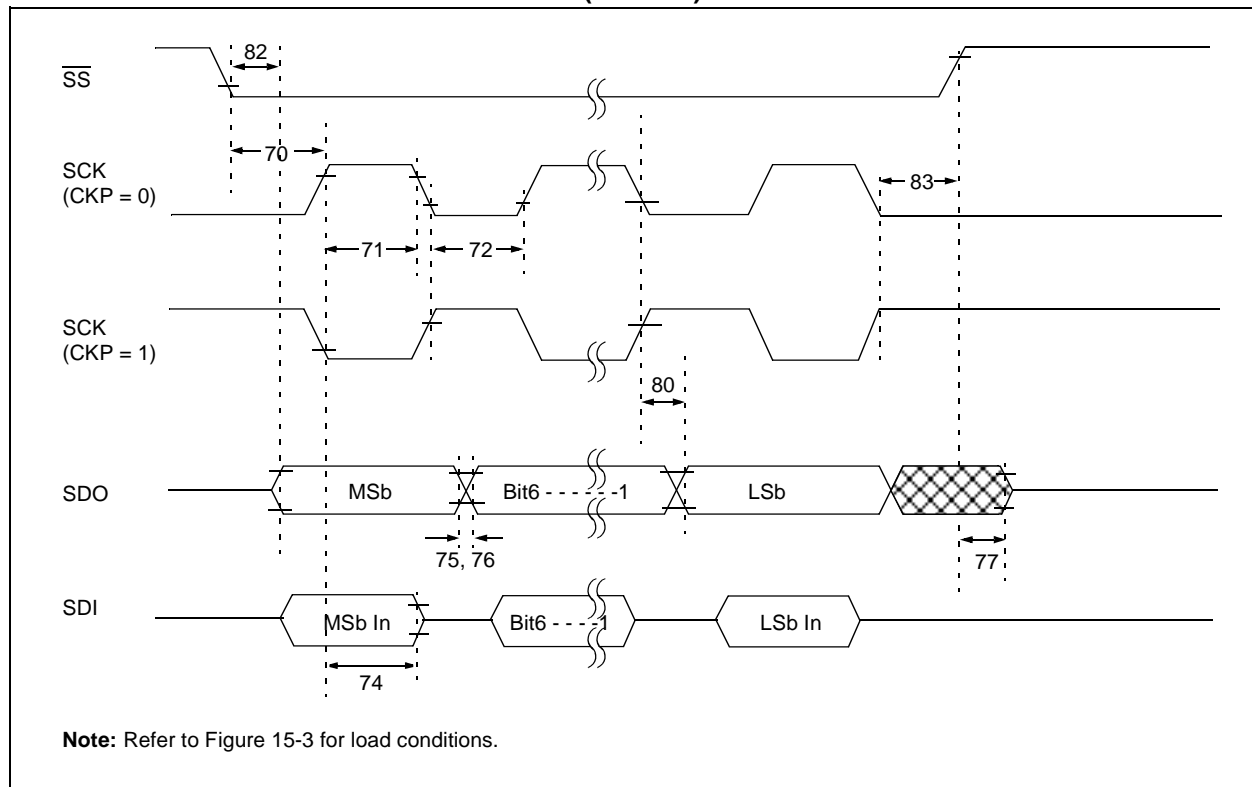 82
SS
70
SCK
(CKP = 0)
83
71
72
SCK
(CKP = 1)
80
SDO
MSb
Bit6 - - - - - -1
LSb
75, 76
77
SDI
MSb In
Bit6 - - - -1
LSb In
74
Note: Refer to Figure 15-3 for load conditions.